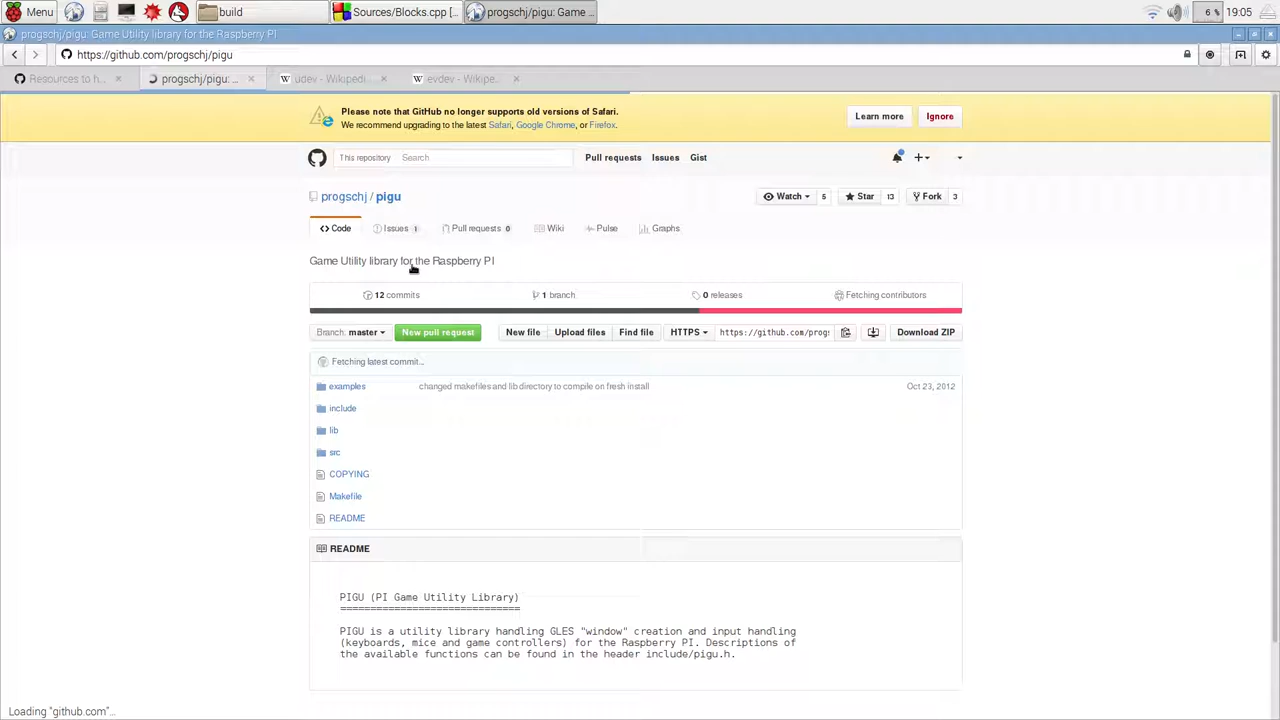 Menu build Sources/Blocks.cpp [... progschj/pigu: Game ... 6 % 19:05
progschj/pigu: Game Utility library for the Raspberry PI
https://github.com/progschj/pigu
Resources to h... progschj/pigu: ... udev - Wikipedi... evdev - Wikipe...
Please note that GitHub no longer supports old versions of Safari.
We recommend upgrading to the latest Safari, Google Chrome, or Firefox.
Learn more Ignore
This repository Search Pull requests Issues Gist
progschj / pigu Watch 5 Star 13 Fork 3
Code Issues 1 Pull requests 0 Wiki Pulse Graphs
Game Utility library for the Raspberry PI
12 commits 1 branch 0 releases Fetching contributors
Branch: master New pull request New file Upload files Find file HTTPS https://github.com/progs Download ZIP
Fetching latest commit...
examples changed makefiles and lib directory to compile on fresh install Oct 23, 2012
include
lib
src
COPYING
Makefile
README
README
PIGU (PI Game Utility Library)
==============================
PIGU is a utility library handling GLES "window" creation and input handling
(keyboards, mice and game controllers) for the Raspberry PI. Descriptions of
the available functions can be found in the header include/pigu.h.
Loading "github.com"...